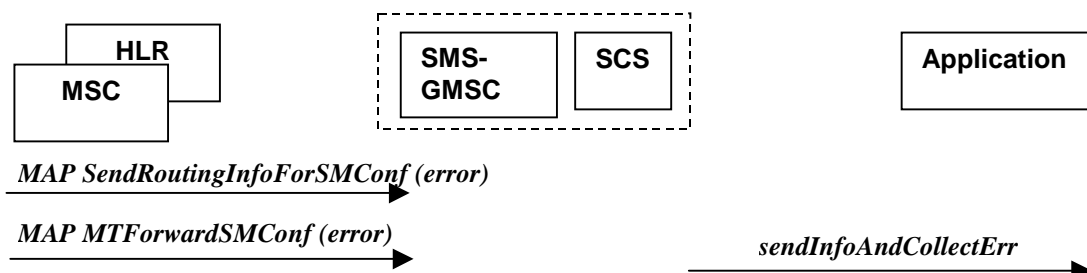 HLR
MSC
SMS-
GMSC
SCS
Application
MAP SendRoutingInfoForSMConf (error)
MAP MTForwardSMConf (error)
sendInfoAndCollectErr